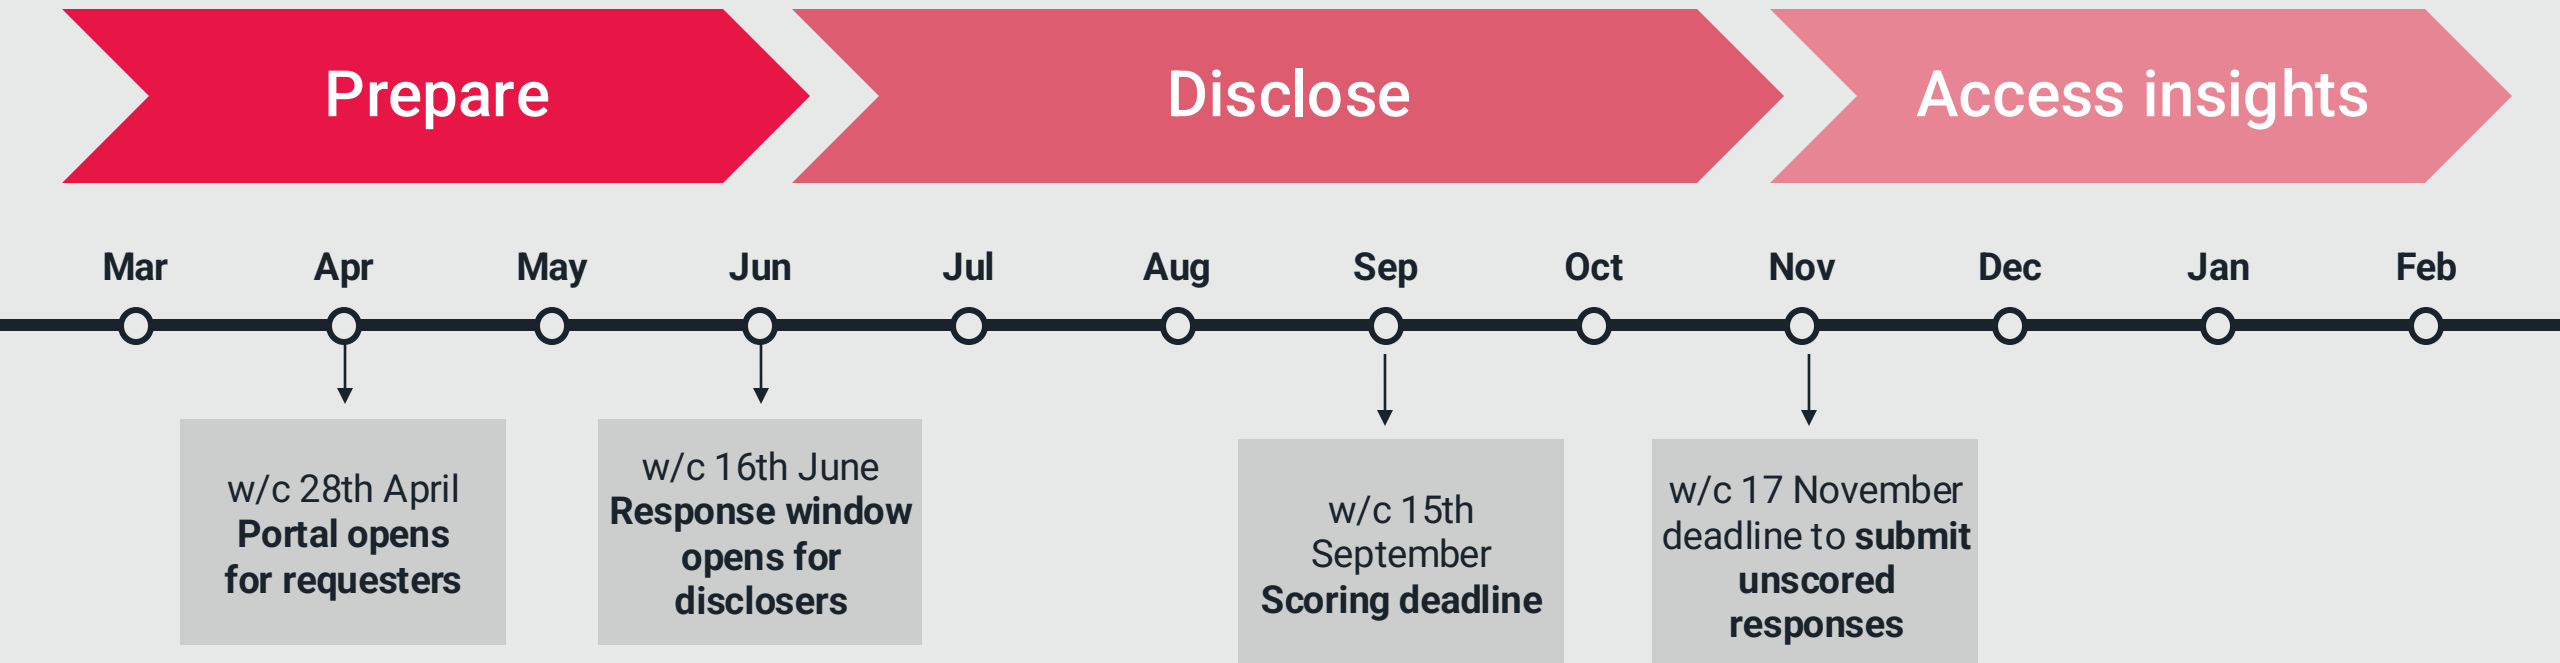 Prepare
Disclose
Access insights
Mar
Apr
May
Jun
Jul
Aug
Sep
Oct
Nov
Dec
Jan
Feb
w/c 28th April
Portal opens
for requesters
w/c 16th June
Response window
opens for
disclosers
w/c 15th
September
Scoring deadline
w/c 17 November
deadline to submit
unscored
responses